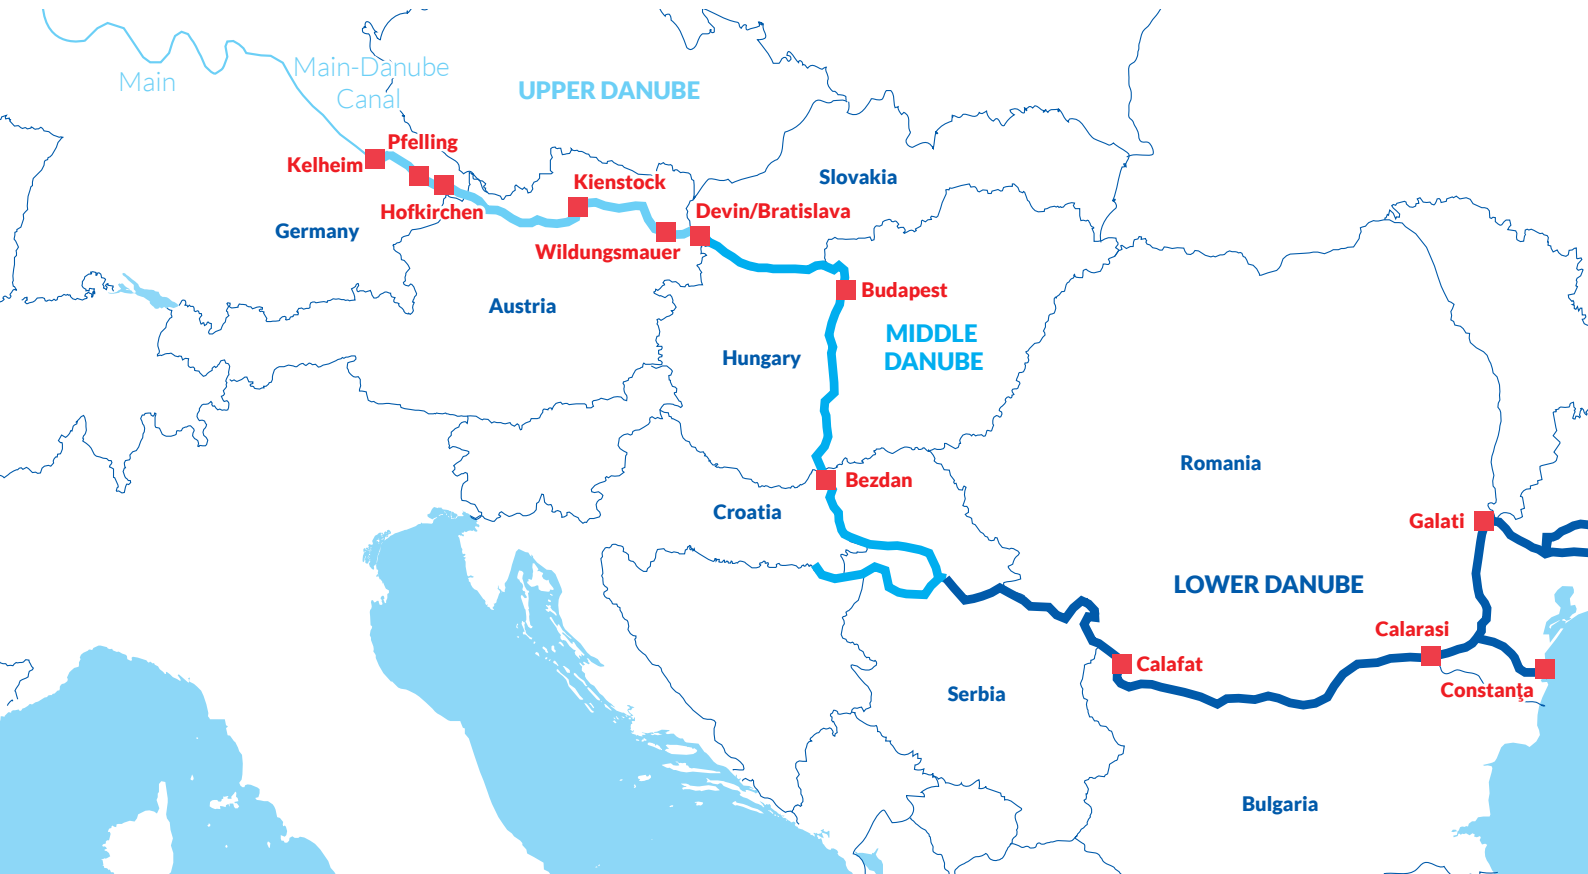 Main
Main-Danube
Canal
UPPER DANUBE
Pfelling
Kelheim
Kienstock
Slovakia
Hofkirchen
Devin/Bratislava
Germany
Wildungsmauer
Budapest
Austria
MIDDLE
DANUBE
Hungary
Romania
Bezdan
Croatia
Galati
LOWER DANUBE
Calarasi
Calafat
Constanţa
Serbia
Bulgaria